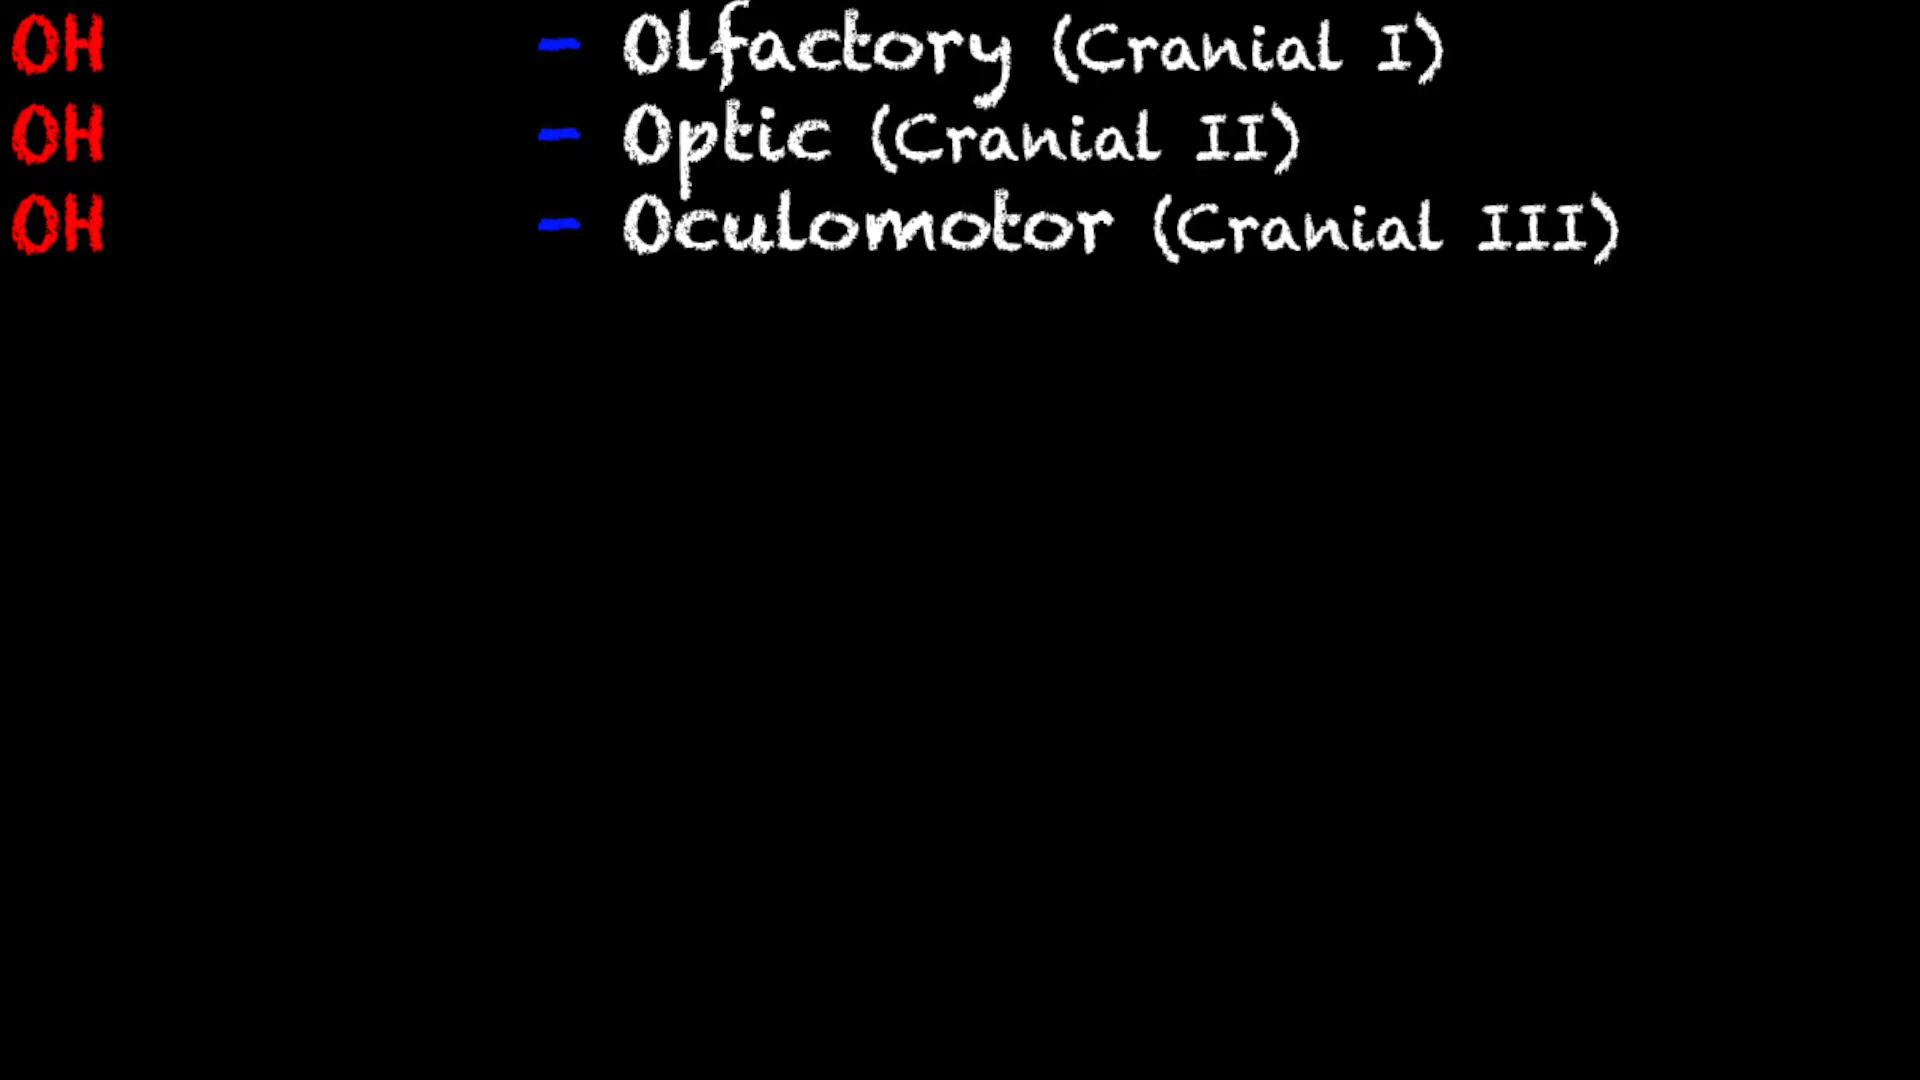 OH - Olfactory (Cranial I)
OH - Optic (Cranial II)
OH - Oculomotor (Cranial III)